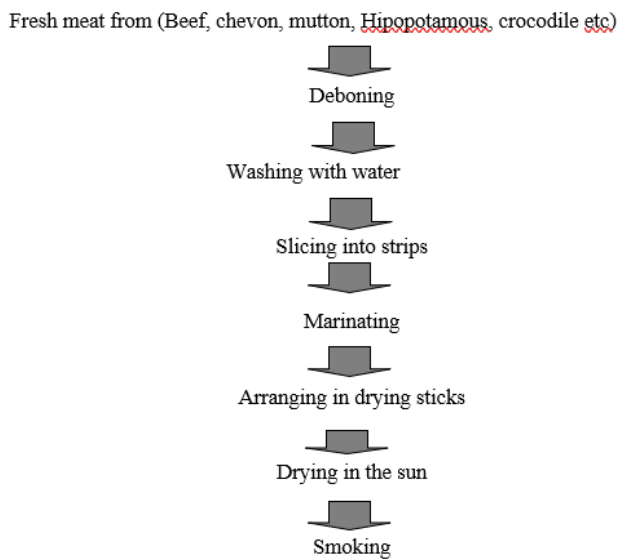 Fresh meat from (Beef, chevon, mutton, Hipopotamous, crocodile etc)
Deboning
Washing with water
Slicing into strips
Marinating
Arranging in drying sticks
Drying in the sun
Smoking